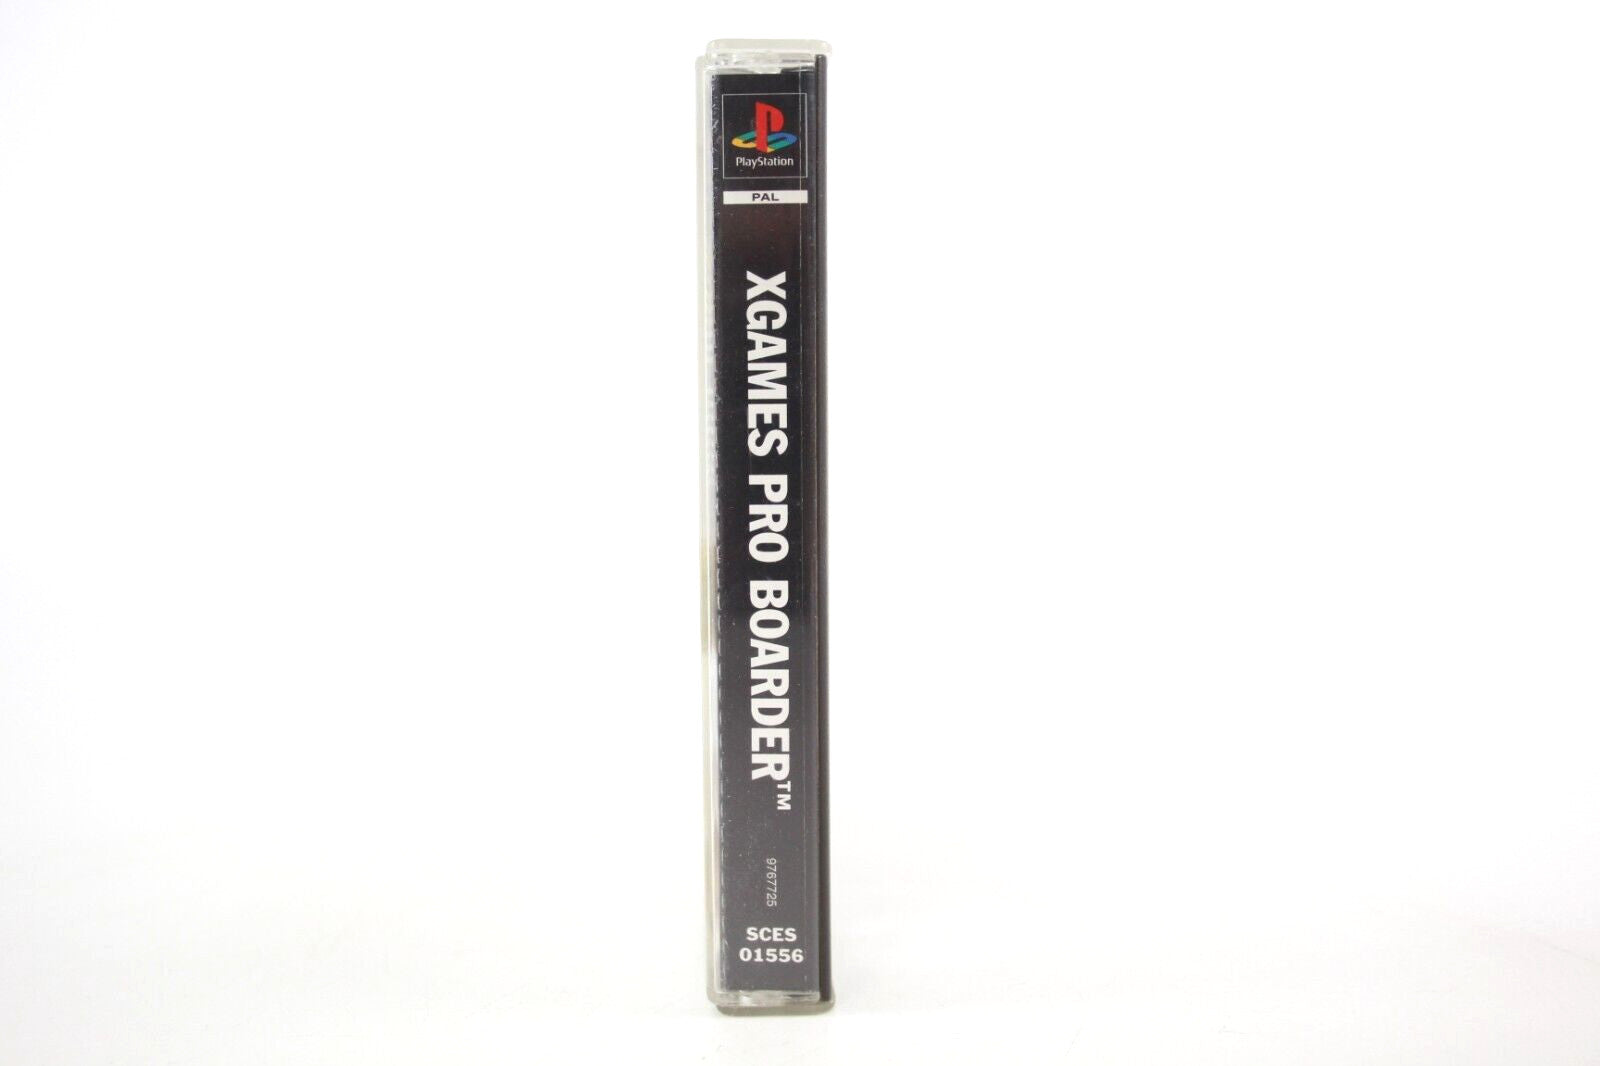 PlayStation
PAL
XGAMES PRO BOARDER™
9767725
SCES
01556